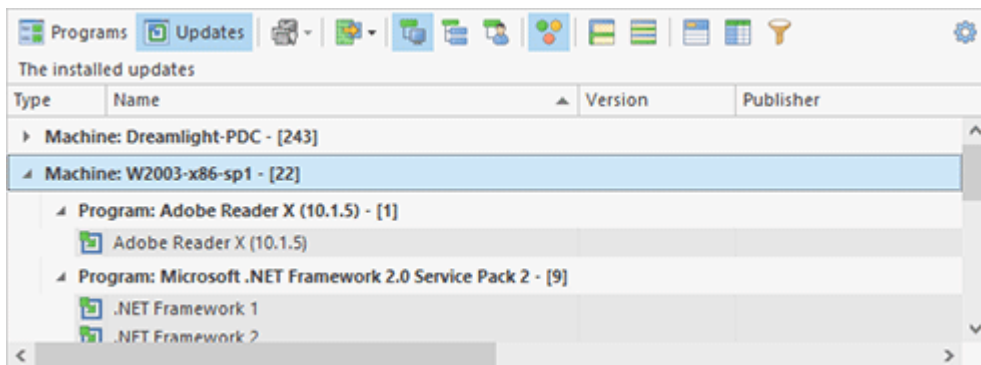 Programs Updates
The installed updates
Type Name Version Publisher
Machine: Dreamlight-PDC - [243]
Machine: W2003-x86-sp1 - [22]
Program: Adobe Reader X (10.1.5) - [1]
Adobe Reader X (10.1.5)
Program: Microsoft .NET Framework 2.0 Service Pack 2 - [9]
.NET Framework 1
.NET Framework 2